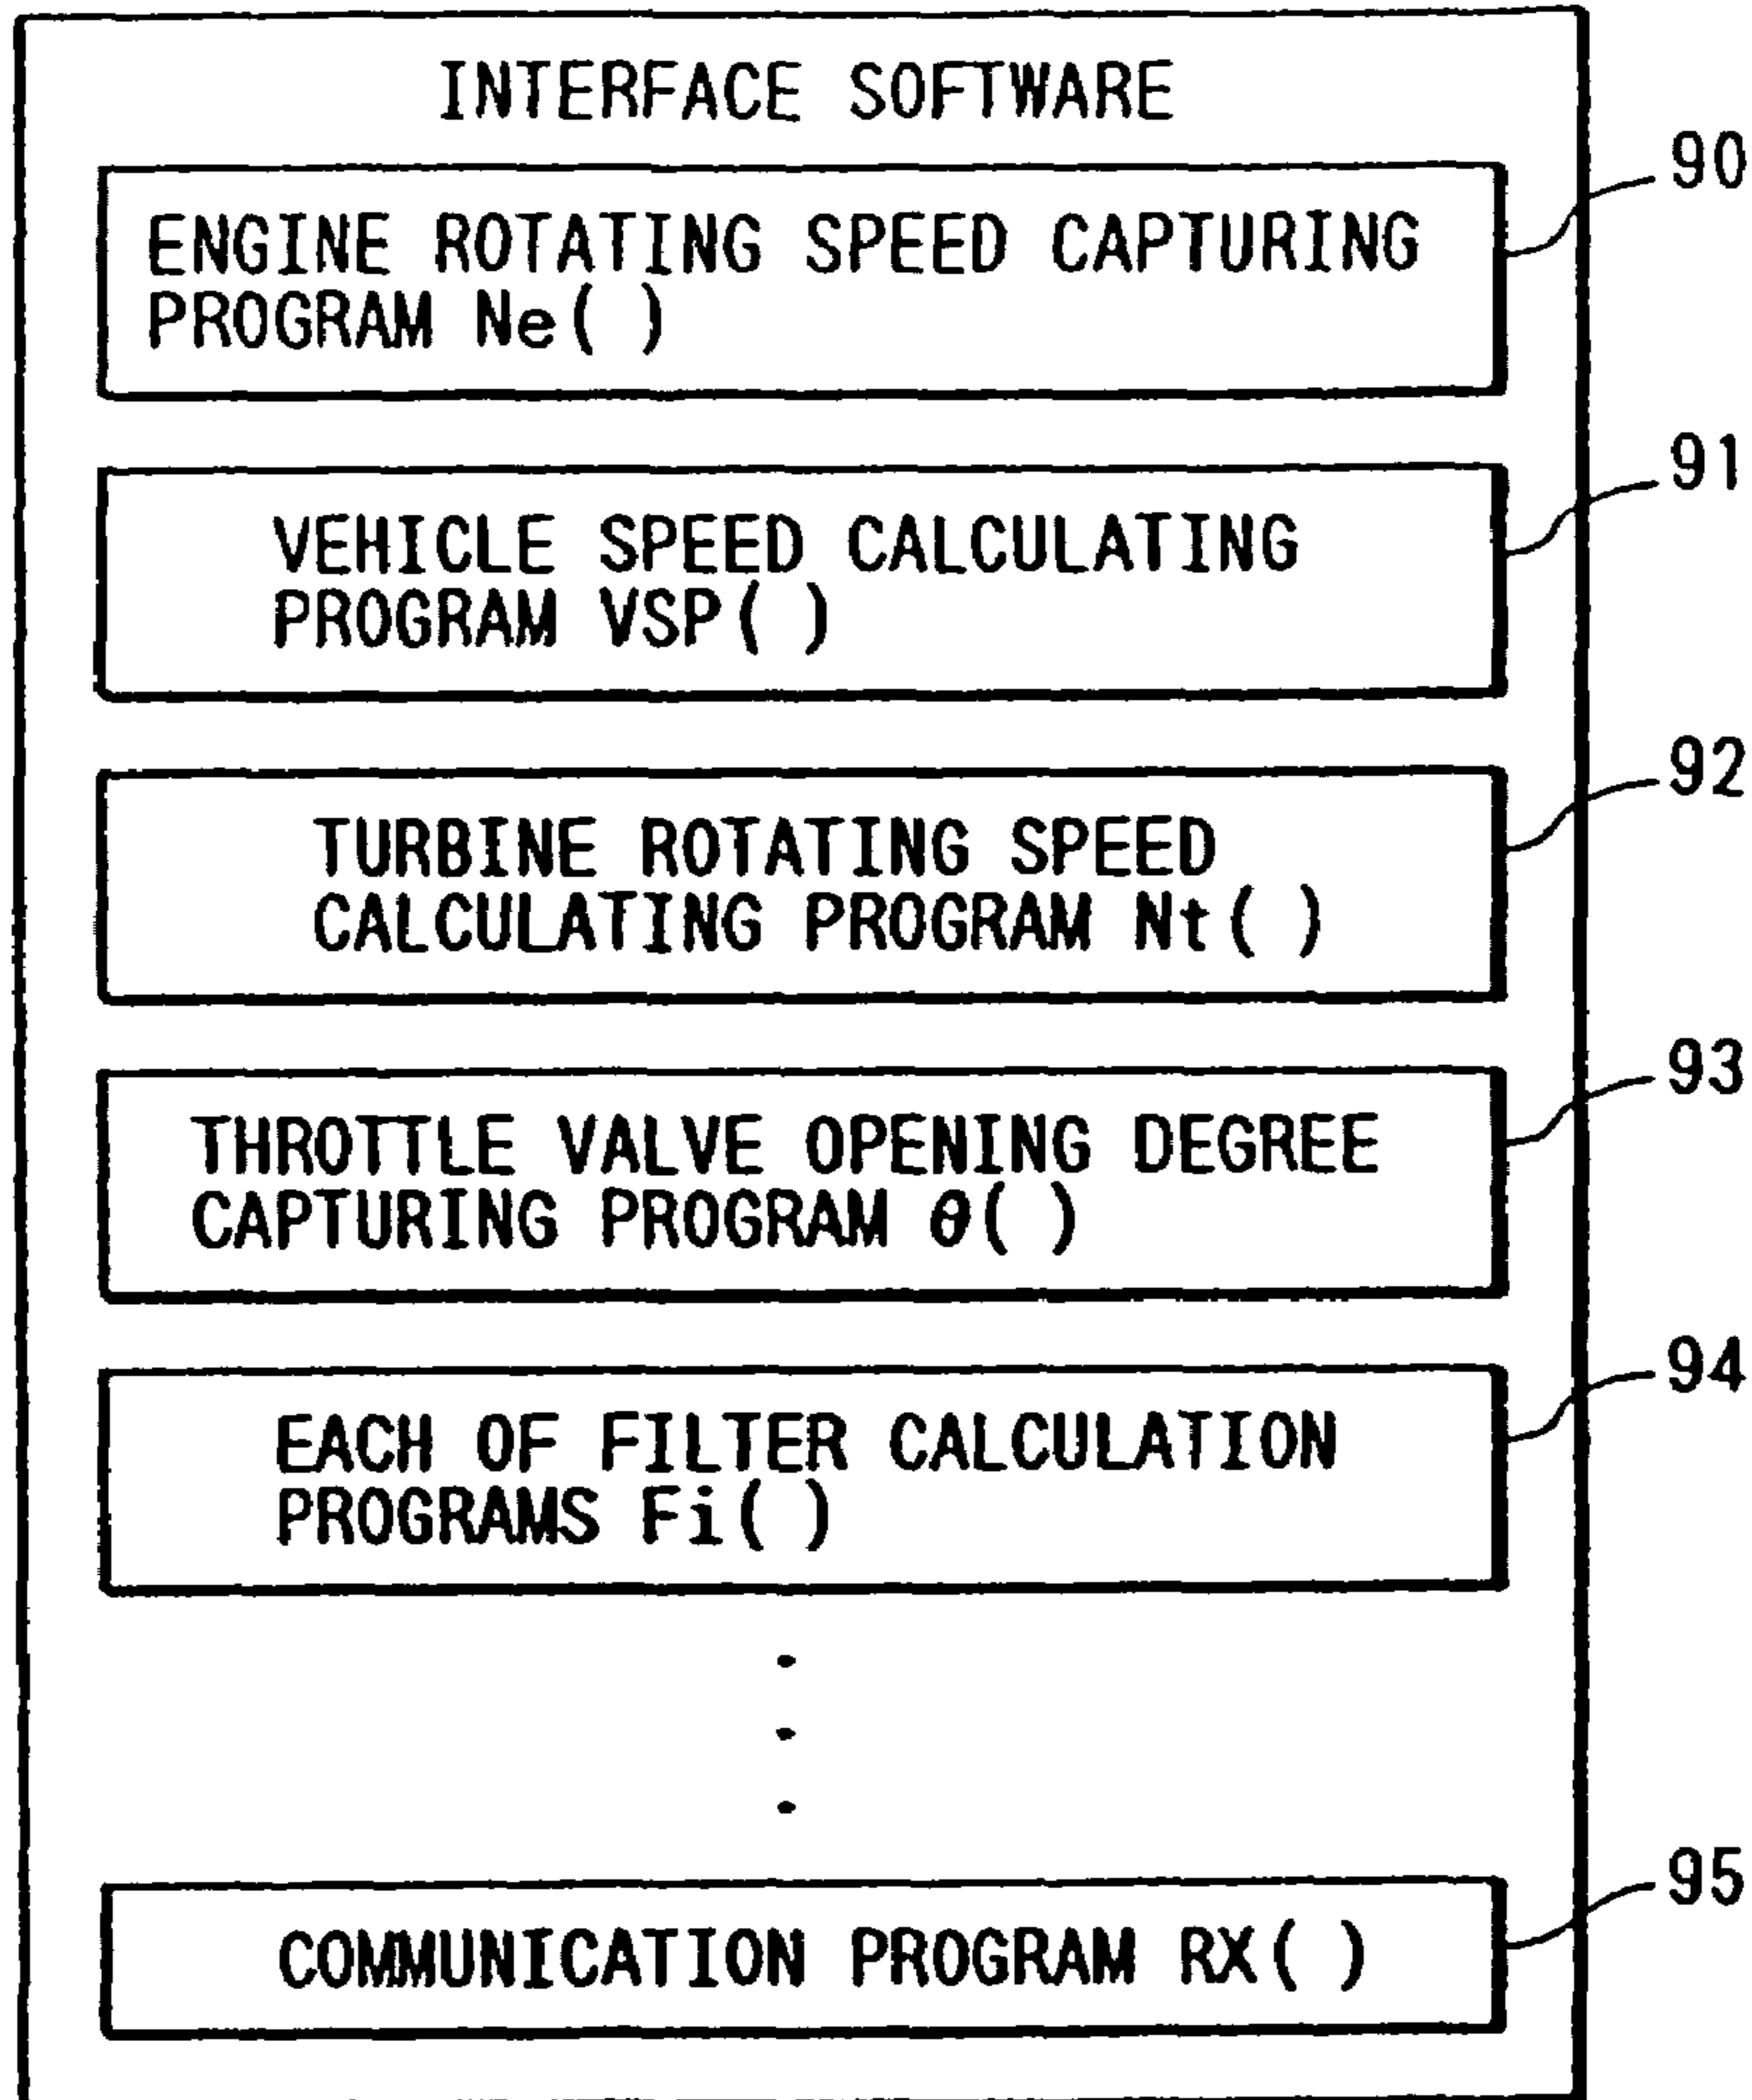 INTERFACE SOFTWARE
90
ENGINE ROTATING SPEED CAPTURING
PROGRAM Ne( )
91
VEHICLE SPEED CALCULATING
PROGRAM VSP( )
92
TURBINE ROTATING SPEED
CALCULATING PROGRAM Nt( )
93
THROTTLE VALVE OPENING DEGREE
CAPTURING PROGRAM θ( )
94
EACH OF FILTER CALCULATION
PROGRAMS Fi( )
95
COMMUNICATION PROGRAM RX( )